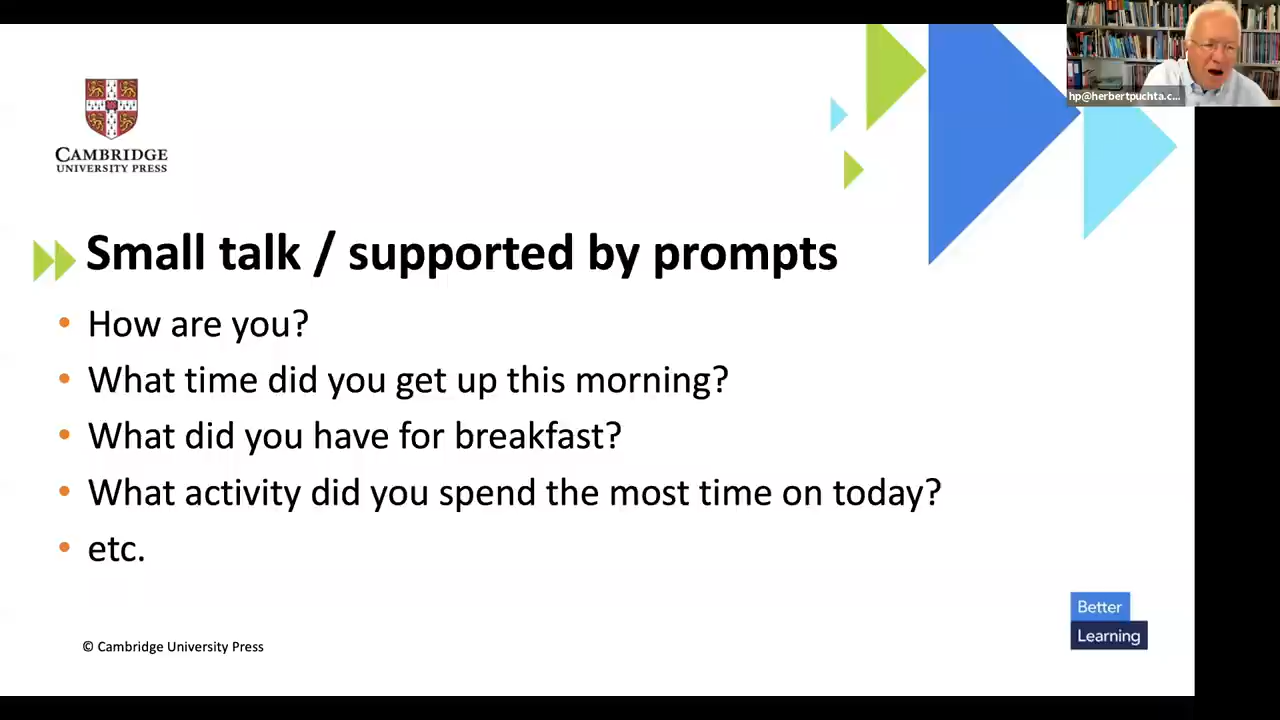 hp@herbertpuchta.c...
CAMBRIDGE
UNIVERSITY PRESS
Small talk / supported by prompts
• How are you?
• What time did you get up this morning?
• What did you have for breakfast?
• What activity did you spend the most time on today?
• etc.
Better
Learning
© Cambridge University Press